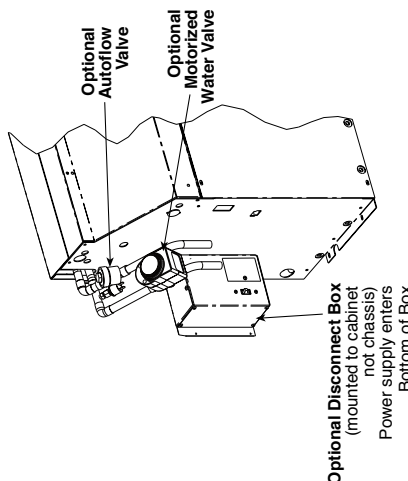 Optional
Autoflow
Valve
Optional
Motorized
Water Valve
Optional Disconnect Box
(mounted to cabinet
not chassis)
Power supply enters
Bottom of Box